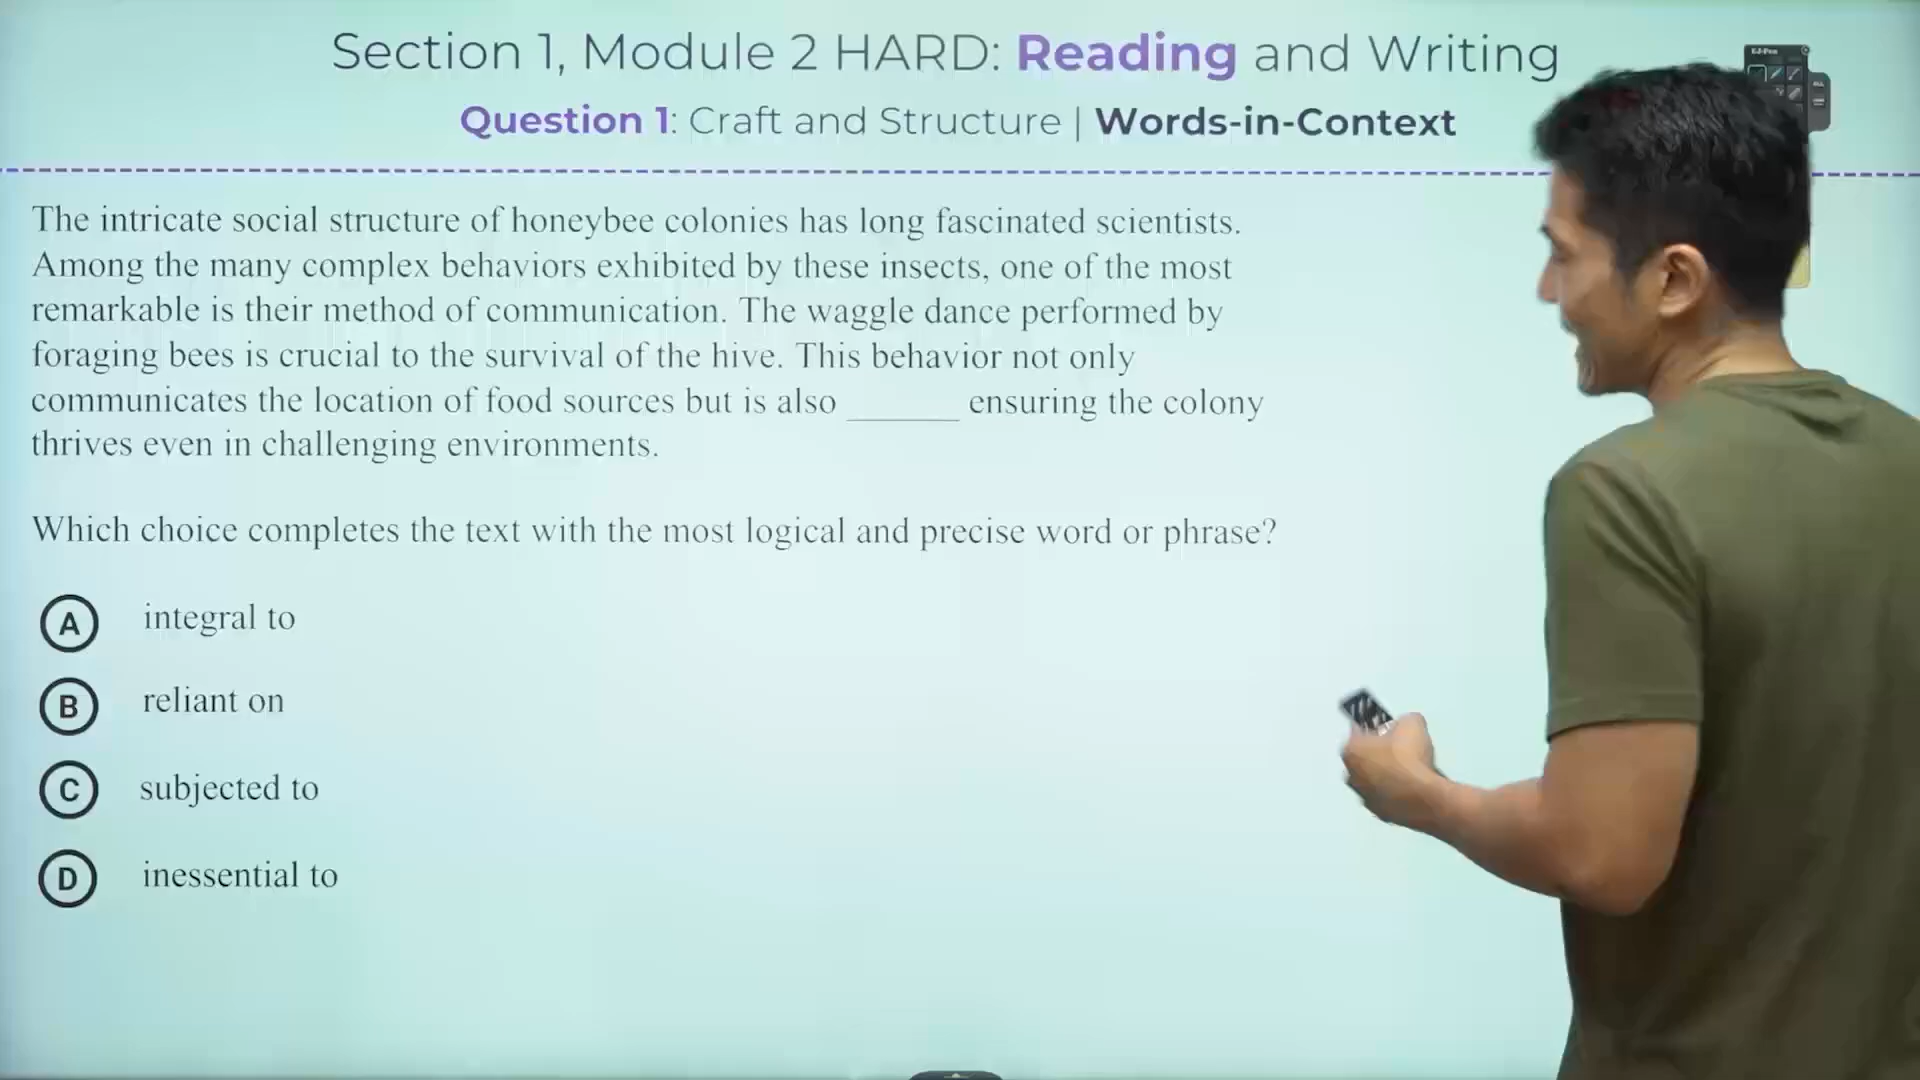 Section 1, Module 2 HARD: Reading and Writing
Question 1: Craft and Structure | Words-in-Context
The intricate social structure of honeybee colonies has long fascinated scientists.
Among the many complex behaviors exhibited by these insects, one of the most
remarkable is their method of communication. The waggle dance performed by
foraging bees is crucial to the survival of the hive. This behavior not only
communicates the location of food sources but is also ______ ensuring the colony
thrives even in challenging environments.
Which choice completes the text with the most logical and precise word or phrase?
A integral to
B reliant on
C subjected to
D inessential to